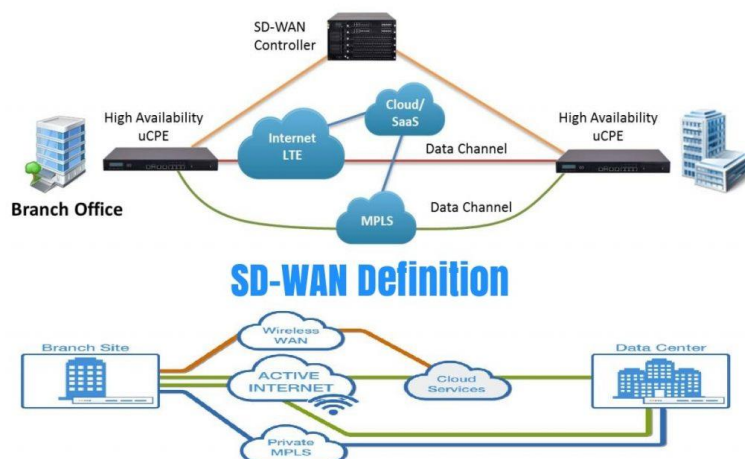 SD-WAN
Controller
High Availability
uCPE
Cloud/
SaaS
High Availability
uCPE
Internet
LTE
Data Channel
Branch Office
MPLS
Data Channel
SD-WAN Definition
Branch Site
Wireless
WAN
Data Center
ACTIVE
INTERNET
Cloud
Services
Private
MPLS